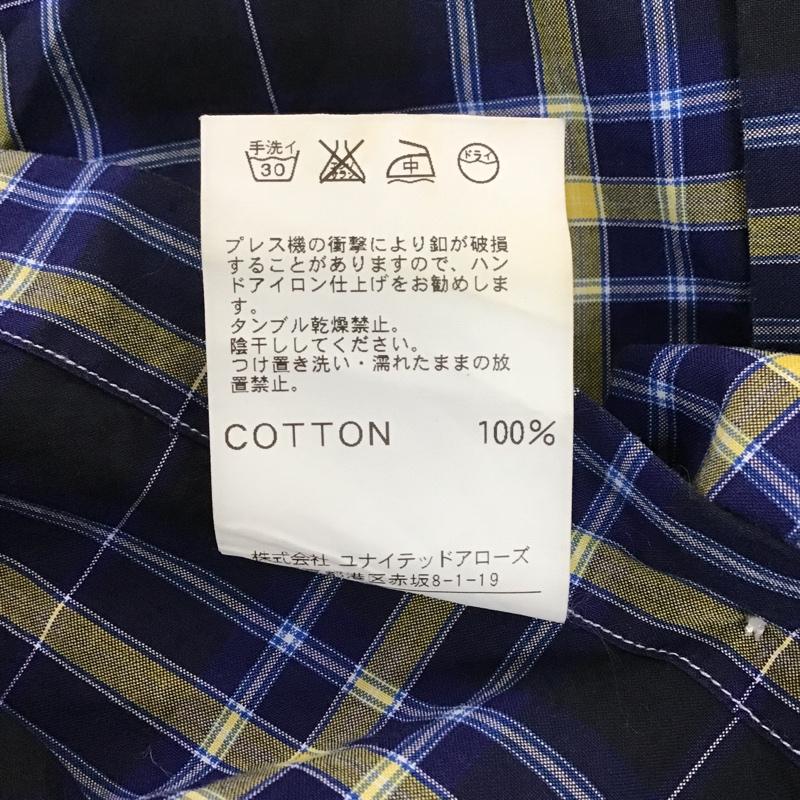 手洗イ 中 ドライ
30
プレス機の衝撃により釦が破損
することがありますので、ハン
ドアイロン仕上げをお勧めしま
す。
タンブル乾燥禁止。
陰干ししてください。
つけ置き洗い・濡れたままの放
置禁止。
COTTON 100%
株式会社 ユナイテッドアローズ
港区赤坂8-1-19